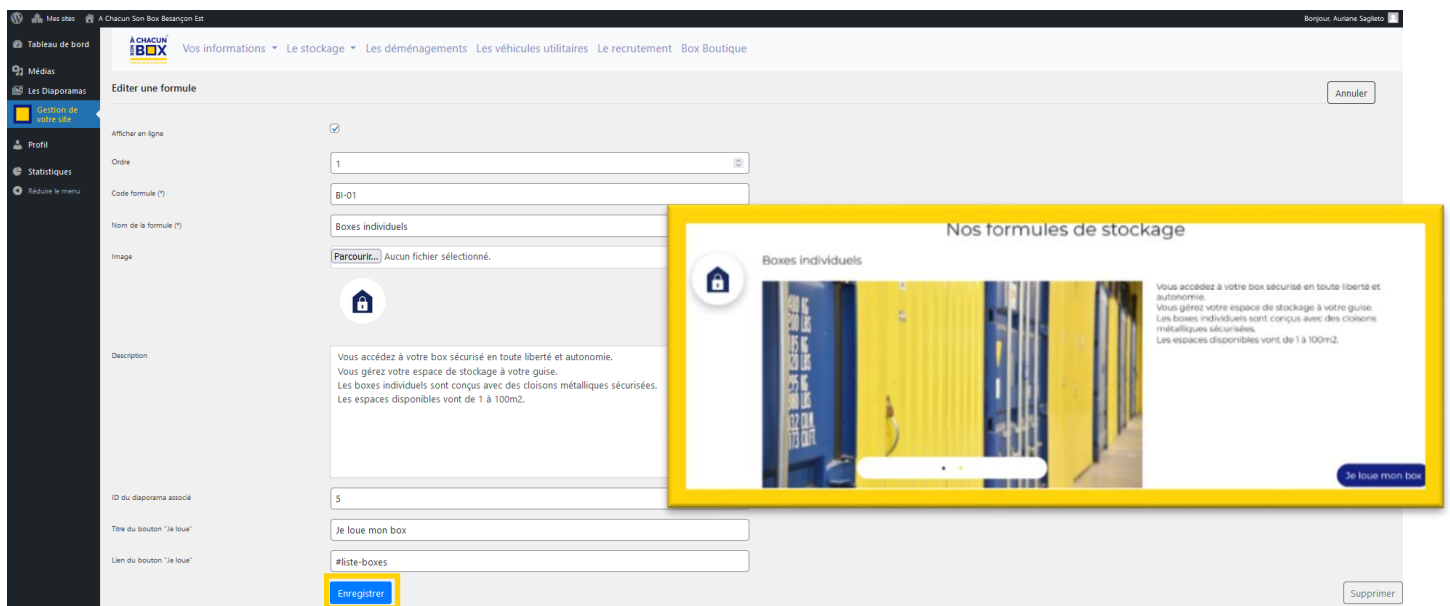 Mes sites A Chacun Son Box Besançon Est
Bonjour, Auriane Saglieto
Tableau de bord
Médias
Les Diaporamas
Gestion de
votre site
Profil
Statistiques
Réduire le menu
À CHACUN
SON BOX
Vos informations Le stockage Les déménagements Les véhicules utilitaires Le recrutement Box Boutique
Editer une formule
Annuler
Afficher en ligne
Ordre
1
Code formule (*)
BI-01
Nom de la formule (*)
Boxes individuels
Image
Parcourir... Aucun fichier sélectionné.
Description
Vous accédez à votre box sécurisé en toute liberté et autonomie.
Vous gérez votre espace de stockage à votre guise.
Les boxes individuels sont conçus avec des cloisons métalliques sécurisées.
Les espaces disponibles vont de 1 à 100m2.
ID du diaporama associé
5
Titre du bouton "Je loue"
Je loue mon box
Lien du bouton "Je loue"
#liste-boxes
Enregistrer
Supprimer
Nos formules de stockage
Boxes individuels
Vous accédez à votre box sécurisé en toute liberté et
autonomie.
Vous gérez votre espace de stockage à votre guise.
Les boxes individuels sont conçus avec des cloisons
métalliques sécurisées.
Les espaces disponibles vont de 1 à 100m2.
Je loue mon box